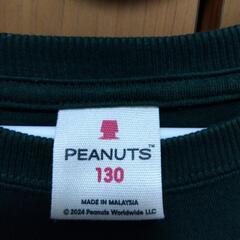 PEANUTS™
130
MADE IN MALAYSIA
© 2024 Peanuts Worldwide LLC